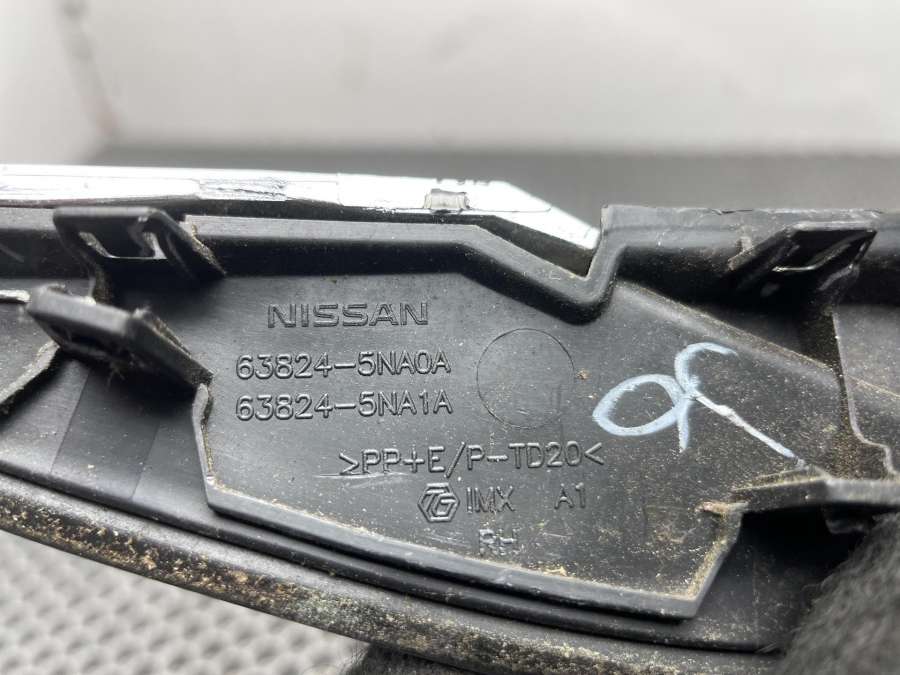 NISSAN
63824-5NA0A
63824-5NA1A
>PP+E/P-TD20<
IMX A1
RH